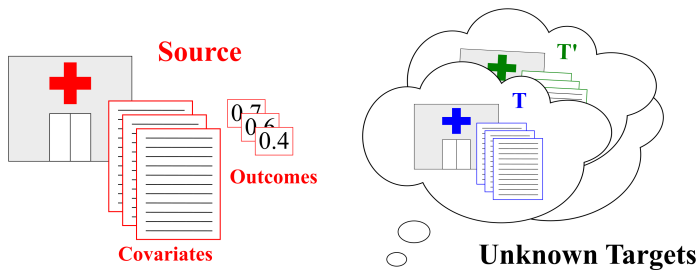 Source
0.7
0.6
0.4
Outcomes
Covariates
T'
T
Unknown Targets